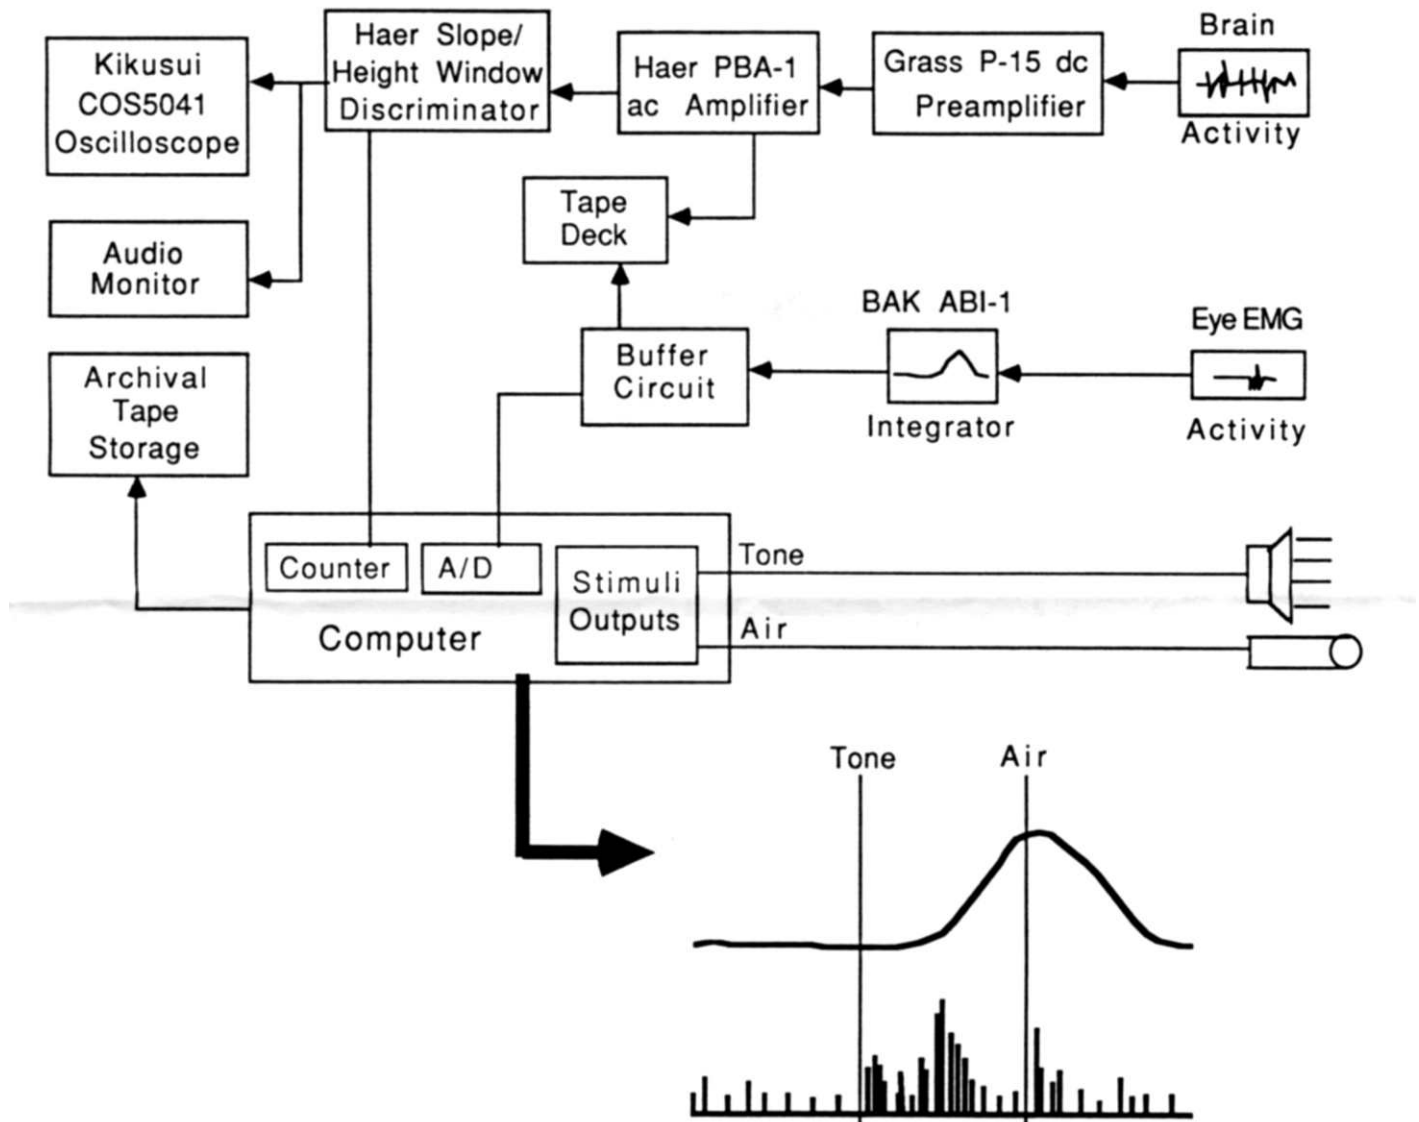 Kikusui
COS5041
Oscilloscope
Haer Slope/
Height Window
Discriminator
Haer PBA-1
ac Amplifier
Grass P-15 dc
Preamplifier
Brain
Activity
Tape
Deck
Audio
Monitor
BAK ABI-1
Integrator
Eye EMG
Activity
Buffer
Circuit
Archival
Tape
Storage
Counter
A/D
Stimuli
Outputs
Computer
Tone
Air
Tone
Air